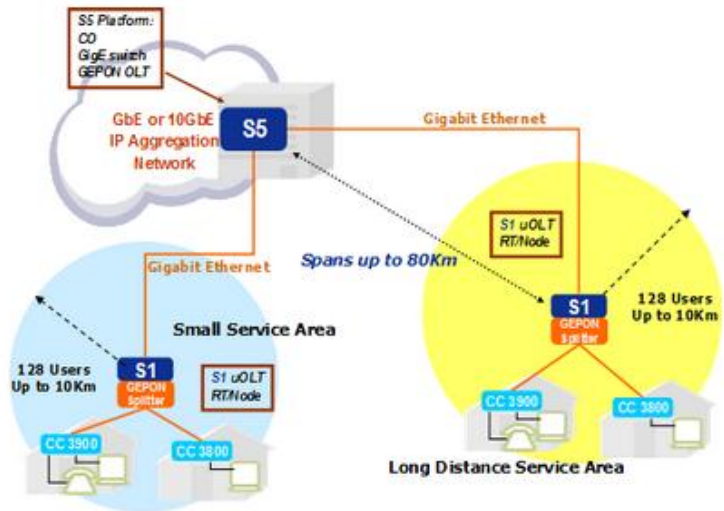 S5 Platform:
CO
GigE switch
GEPON OLT
GbE or 10GbE
IP Aggregation
Network
S5
Gigabit Ethernet
Gigabit Ethernet
Spans up to 80Km
S1 uOLT
RT/Node
S1
GEPON
Splitter
128 Users
Up to 10Km
CC 3900
CC 3800
Long Distance Service Area
Small Service Area
128 Users
Up to 10Km
S1
GEPON
Splitter
S1 uOLT
RT/Node
CC 3900
CC 3800